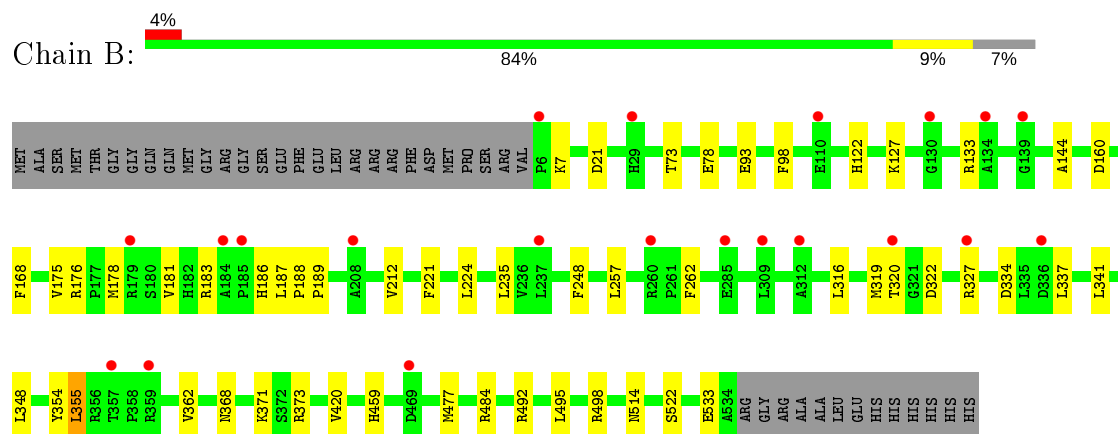 4%
Chain B:
84% 9% 7%
MET ALA SER MET THR GLY GLY GLN GLN MET GLY ARG GLY SER GLU PHE GLU LEU ARG ARG ARG PHE ASP MET PRO SER ARG VAL P6 K7 D21 H29 T73 E78 E93 F98 E110 H122 K127 G130 R133 A134 G139 A144 D160
F168 V175 R176 P177 M178 R179 S180 V181 H182 R183 A184 P185 H186 L187 P188 P189 A208 V212 F221 L224 L235 V236 L237 F248 L257 R260 P261 F262 E285 L309 A312 L316 M319 T320 G321 D322 R327 D334 L335 D336 L337 L341
L348 Y354 L355 R356 T357 P358 R359 V362 N368 K371 S372 R373 V420 H459 D469 M477 R484 R492 L495 R498 N514 S522 E533 A534 ARG GLY ARG ALA ALA LEU GLU HIS HIS HIS HIS HIS HIS